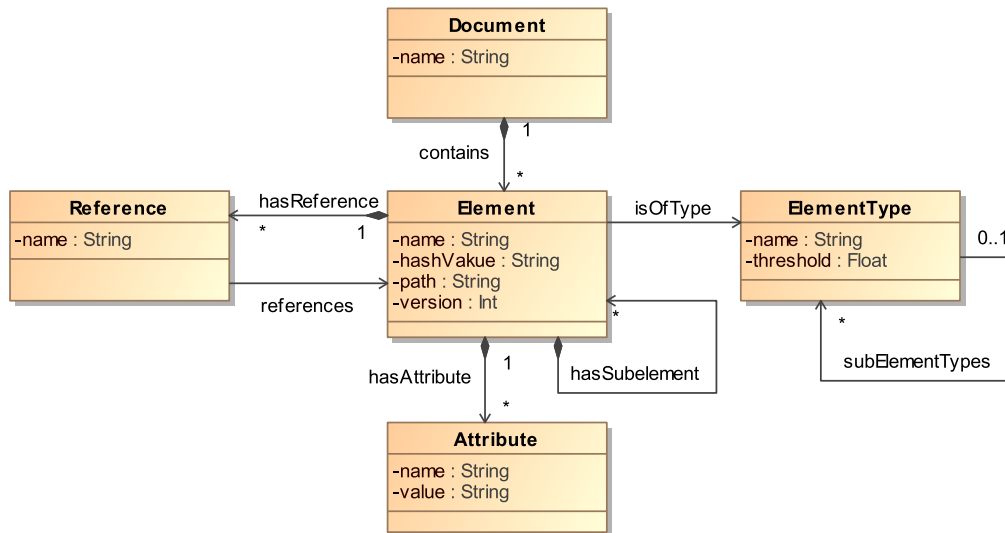 Document
-name : String
1
contains
*
Reference
-name : String
hasReference
*
1
Element
-name : String
-hashVakue : String
-path : String
-version : Int
isOfType
ElementType
-name : String
-threshold : Float
0..1
references
*
*
subElementTypes
hasAttribute
1
*
hasSubelement
Attribute
-name : String
-value : String